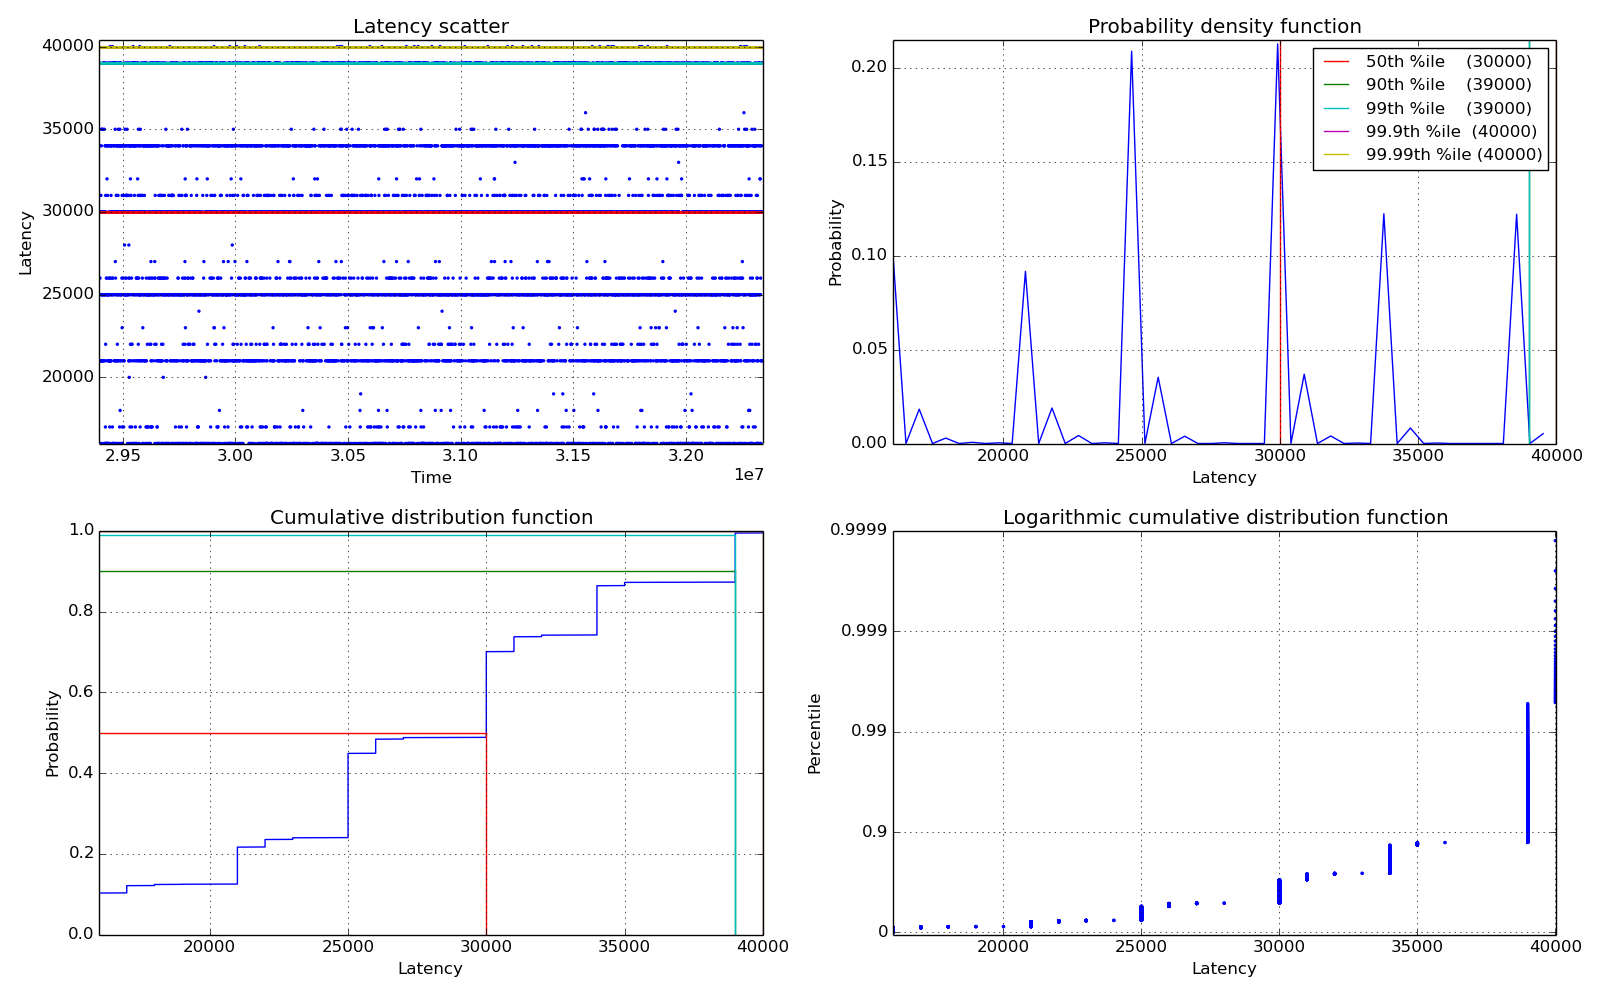 Latency scatter
40000
35000
30000
25000
20000
Latency
2.95
3.00
3.05
3.10
3.15
3.20
1e7
Time
Probability density function
0.20
0.15
0.10
0.05
0.00
Probability
50th %ile (30000)
90th %ile (39000)
99th %ile (39000)
99.9th %ile (40000)
99.99th %ile (40000)
20000
25000
30000
35000
40000
Latency
Cumulative distribution function
1.0
0.8
0.6
0.4
0.2
0.0
Probability
20000
25000
30000
35000
40000
Latency
Logarithmic cumulative distribution function
0.9999
0.999
0.99
0.9
0
Percentile
20000
25000
30000
35000
40000
Latency